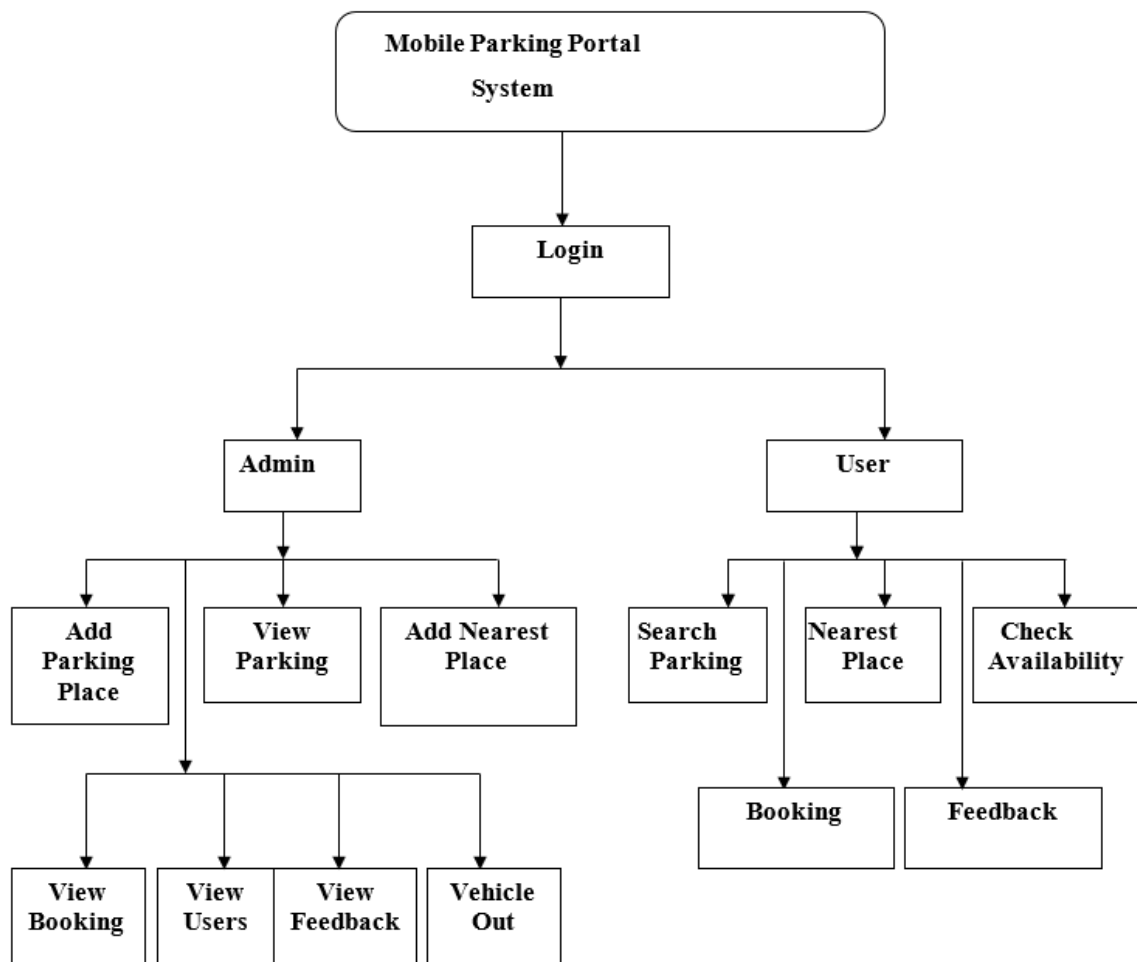 Mobile Parking Portal
System
Login
Admin
User
Add
Parking
Place
View
Parking
Add Nearest
Place
Search
Parking
Nearest
Place
Check
Availability
Booking
Feedback
View
Booking
View
Users
View
Feedback
Vehicle
Out